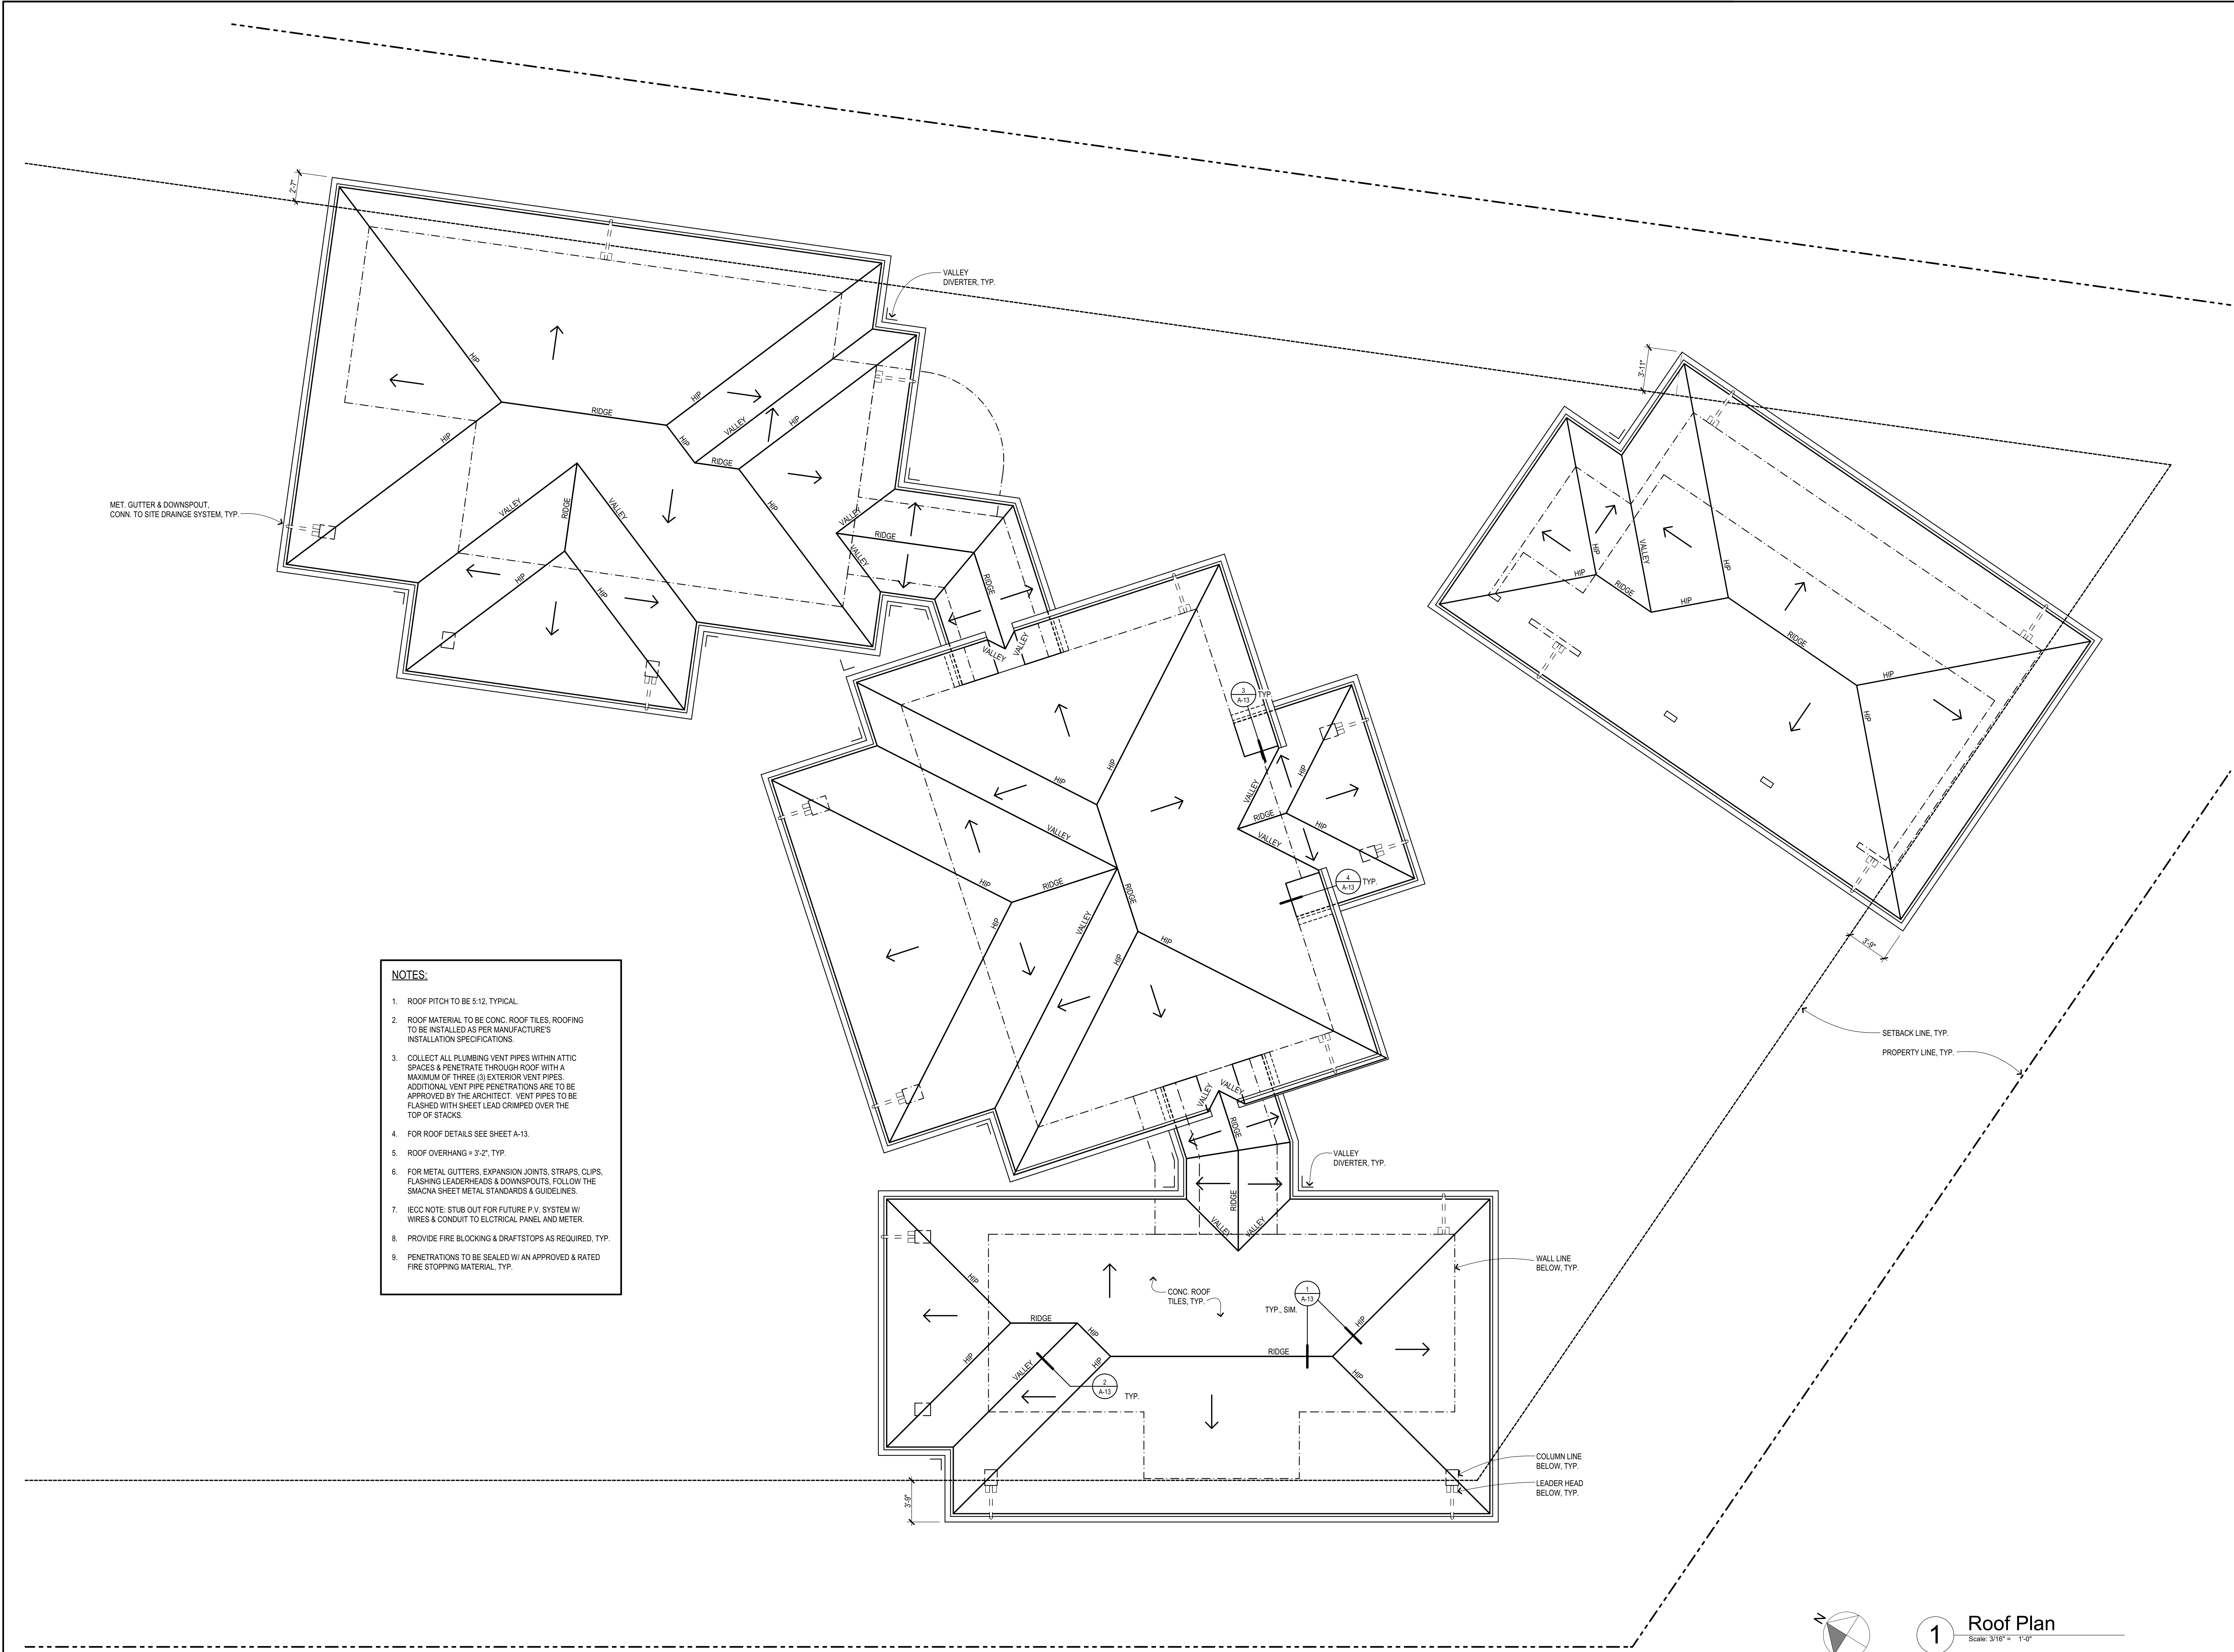 2'-7"
VALLEY
DIVERTER, TYP.
3'-11"
HIP
HIP
RIDGE
HIP
HIP
VALLEY
HIP
RIDGE
HIP
VALLEY
RIDGE
VALLEY
HIP
HIP
MET. GUTTER & DOWNSPOUT,
CONN. TO SITE DRAINGE SYSTEM, TYP.
VALLEY
RIDGE
VALLEY
RIDGE
VALLEY
VALLEY
HIP
HIP
VALLEY
HIP
RIDGE
HIP
RIDGE
HIP
HIP
3
A-13
TYP.
HIP
HIP
VALLEY
HIP
VALLEY
RIDGE
HIP
VALLEY
4
A-13
TYP.
HIP
RIDGE
RIDGE
HIP
VALLEY
HIP
HIP
3'-9"
NOTES:
1. ROOF PITCH TO BE 5:12, TYPICAL.
2. ROOF MATERIAL TO BE CONC. ROOF TILES, ROOFING
TO BE INSTALLED AS PER MANUFACTURE'S
INSTALLATION SPECIFICATIONS.
3. COLLECT ALL PLUMBING VENT PIPES WITHIN ATTIC
SPACES & PENETRATE THROUGH ROOF WITH A
MAXIMUM OF THREE (3) EXTERIOR VENT PIPES.
ADDITIONAL VENT PIPE PENETRATIONS ARE TO BE
APPROVED BY THE ARCHITECT. VENT PIPES TO BE
FLASHED WITH SHEET LEAD CRIMPED OVER THE
TOP OF STACKS.
4. FOR ROOF DETAILS SEE SHEET A-13.
5. ROOF OVERHANG = 3'-2", TYP.
6. FOR METAL GUTTERS, EXPANSION JOINTS, STRAPS, CLIPS,
FLASHING LEADERHEADS & DOWNSPOUTS, FOLLOW THE
SMACNA SHEET METAL STANDARDS & GUIDELINES.
7. IECC NOTE: STUB OUT FOR FUTURE P.V. SYSTEM W/
WIRES & CONDUIT TO ELCTRICAL PANEL AND METER.
8. PROVIDE FIRE BLOCKING & DRAFTSTOPS AS REQUIRED, TYP.
9. PENETRATIONS TO BE SEALED W/ AN APPROVED & RATED
FIRE STOPPING MATERIAL, TYP.
SETBACK LINE, TYP.
PROPERTY LINE, TYP.
VALLEY
VALLEY
RIDGE
VALLEY
DIVERTER, TYP.
RIDGE
VALLEY
VALLEY
WALL LINE
BELOW, TYP.
HIP
CONC. ROOF
TILES, TYP.
1
A-13
TYP., SIM.
RIDGE
HIP
HIP
RIDGE
HIP
HIP
VALLEY
HIP
2
A-13
TYP.
COLUMN LINE
BELOW, TYP.
LEADER HEAD
BELOW, TYP.
3'-9"
N
1
Roof Plan
Scale: 3/16" = 1'-0"